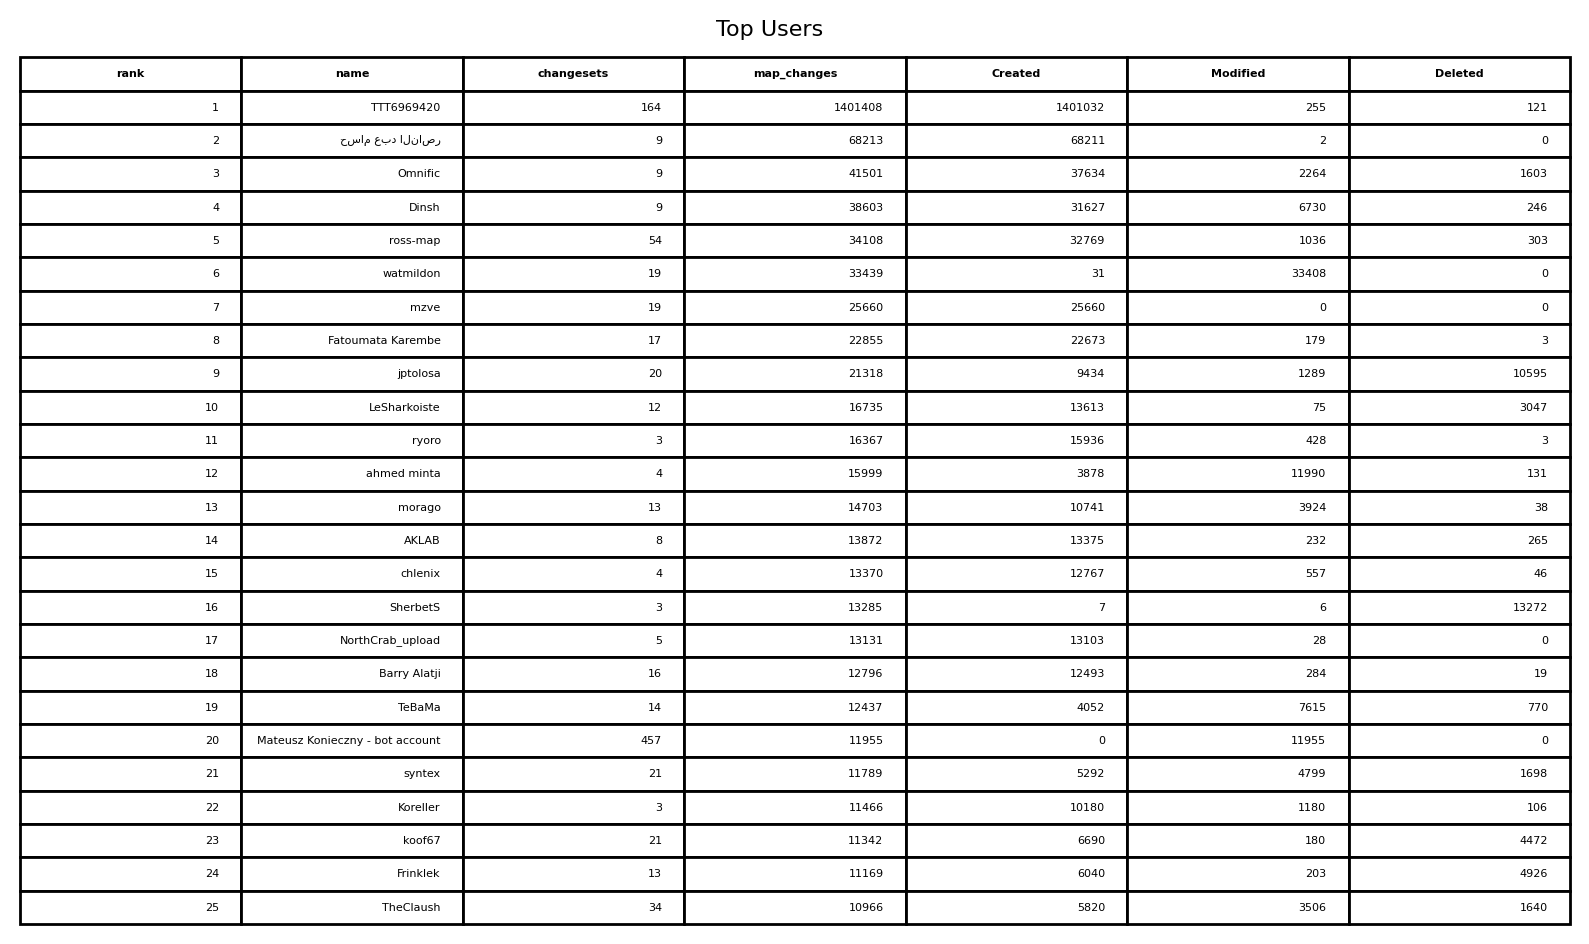 Top Users
rank name changesets map_changes Created Modified Deleted
1 TTT6969420 164 1401408 1401032 255 121
2 حسام عبد الناصر 9 68213 68211 2 0
3 Omnific 9 41501 37634 2264 1603
4 Dinsh 9 38603 31627 6730 246
5 ross-map 54 34108 32769 1036 303
6 watmildon 19 33439 31 33408 0
7 mzve 19 25660 25660 0 0
8 Fatoumata Karembe 17 22855 22673 179 3
9 jptolosa 20 21318 9434 1289 10595
10 LeSharkoiste 12 16735 13613 75 3047
11 ryoro 3 16367 15936 428 3
12 ahmed minta 4 15999 3878 11990 131
13 morago 13 14703 10741 3924 38
14 AKLAB 8 13872 13375 232 265
15 chlenix 4 13370 12767 557 46
16 SherbetS 3 13285 7 6 13272
17 NorthCrab_upload 5 13131 13103 28 0
18 Barry Alatji 16 12796 12493 284 19
19 TeBaMa 14 12437 4052 7615 770
20 Mateusz Konieczny - bot account 457 11955 0 11955 0
21 syntex 21 11789 5292 4799 1698
22 Koreller 3 11466 10180 1180 106
23 koof67 21 11342 6690 180 4472
24 Frinklek 13 11169 6040 203 4926
25 TheClaush 34 10966 5820 3506 1640